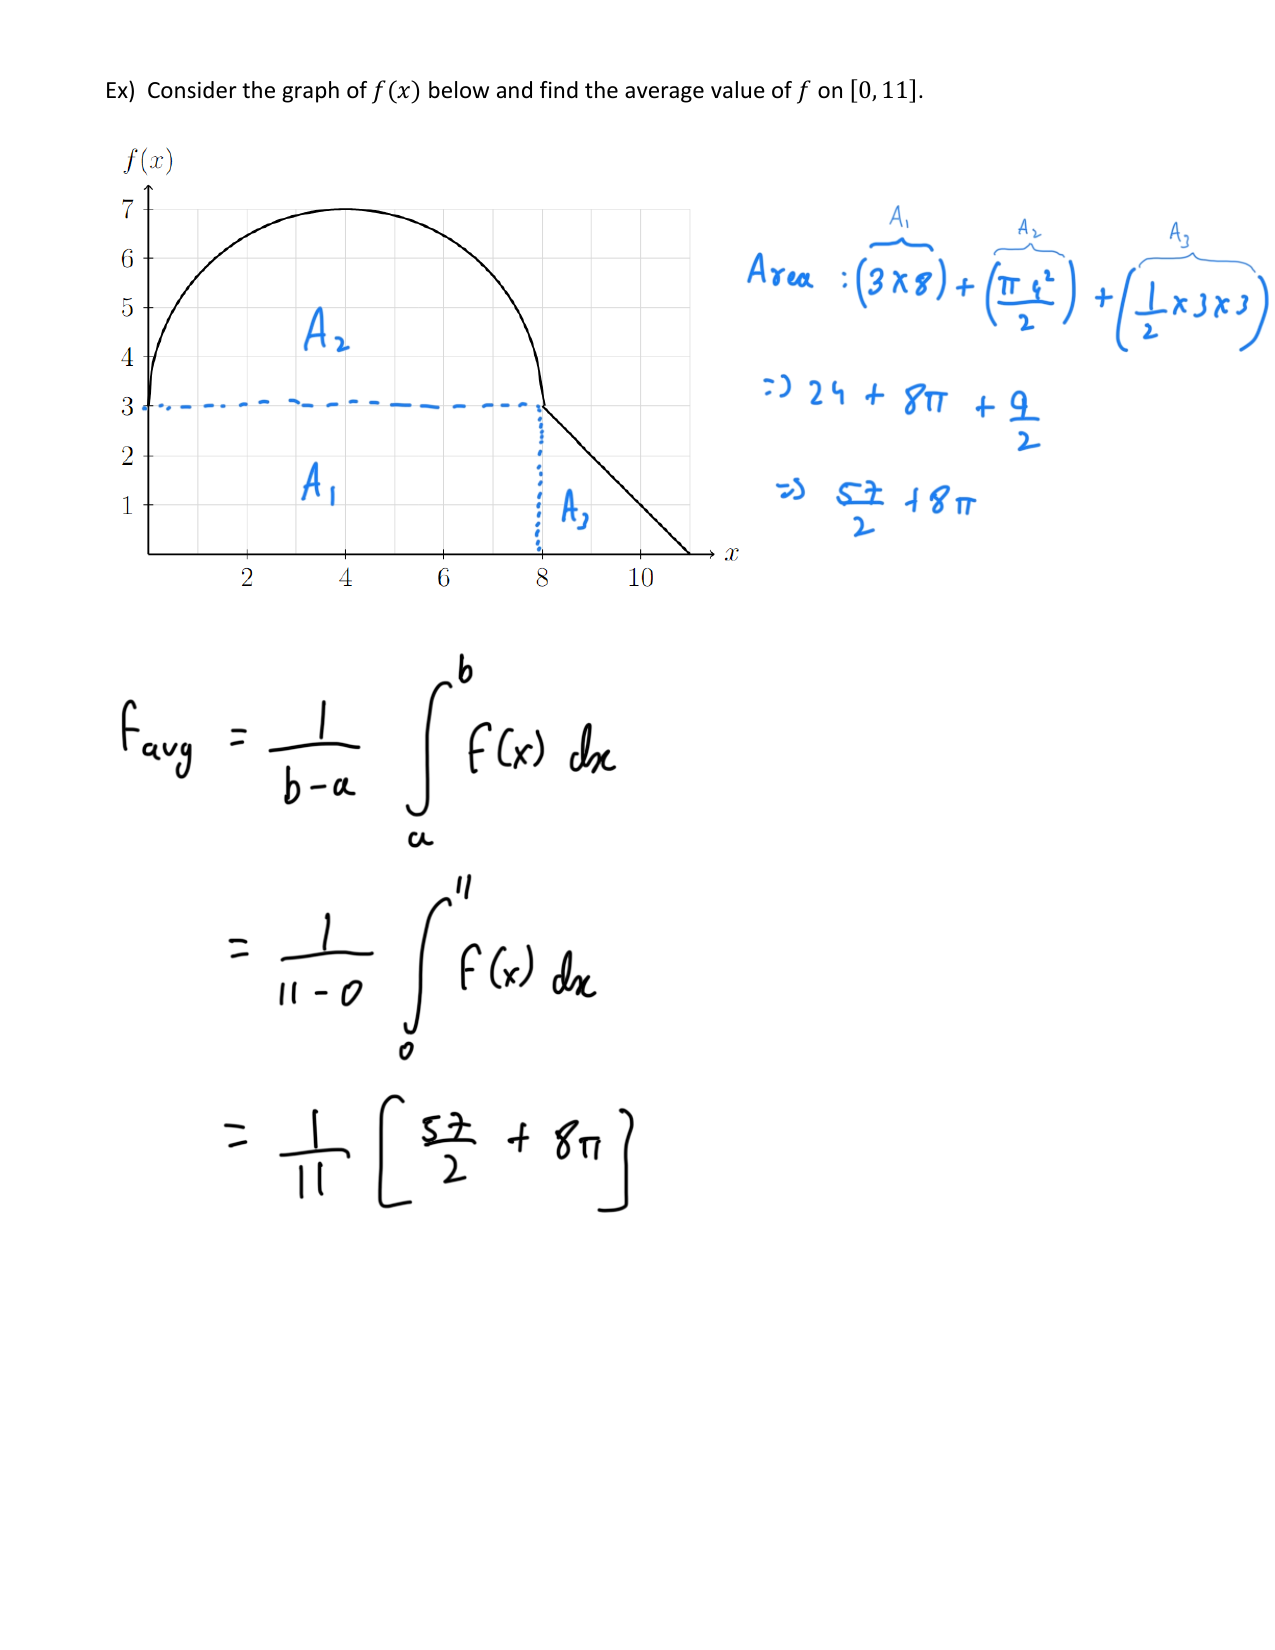 Ex) Consider the graph of f(x) below and find the average value of f on [0, 11].
f(x)
7
6
5
4
3
2
1
2 4 6 8 10 x
A₂
A₁
A₃
A₁ A₂ A₃
Area : (3×8) + (π4²/2) + (1/2 × 3 × 3)
=> 24 + 8π + 9/2
=> 57/2 + 8π
f_avg = 1/(b-a) ∫_a^b f(x) dx
= 1/(11-0) ∫_0^11 f(x) dx
= 1/11 [57/2 + 8π]